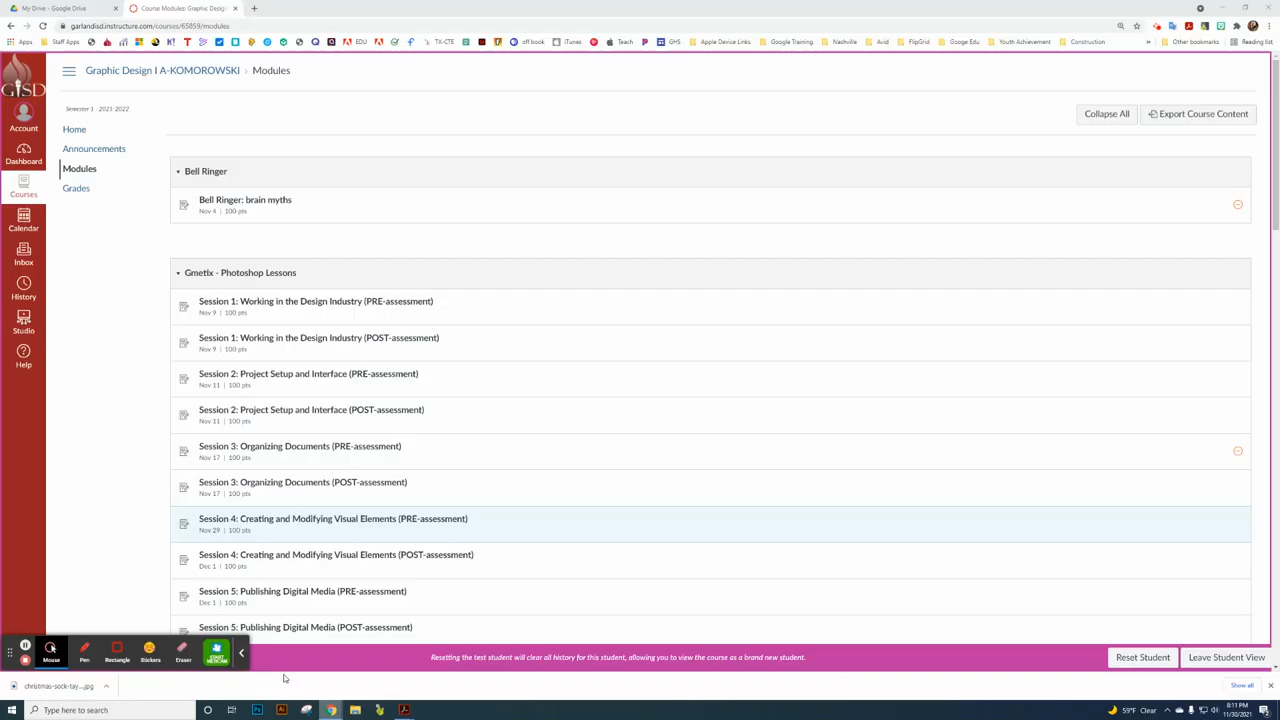 My Drive - Google Drive
Course Modules: Graphic Desig
garlandisd.instructure.com/courses/65859/modules
Apps
Staff Apps
EDU
TX-CTE
off book
iTunes
Teach
GHS
Apple Device Links
Google Training
Nashville
Avid
FlipGrid
Googe Edu
Youth Achievement
Construction
Other bookmarks
Reading list
GISD
Graphic Design I A-KOMOROWSKI › Modules
Semester 1 - 2021-2022
Collapse All
Export Course Content
Account
Dashboard
Courses
Calendar
Inbox
History
Studio
Help
Home
Announcements
Modules
Grades
Bell Ringer
Bell Ringer: brain myths
Nov 4 | 100 pts
Gmetix - Photoshop Lessons
Session 1: Working in the Design Industry (PRE-assessment)
Nov 9 | 100 pts
Session 1: Working in the Design Industry (POST-assessment)
Nov 9 | 100 pts
Session 2: Project Setup and Interface (PRE-assessment)
Nov 11 | 100 pts
Session 2: Project Setup and Interface (POST-assessment)
Nov 11 | 100 pts
Session 3: Organizing Documents (PRE-assessment)
Nov 17 | 100 pts
Session 3: Organizing Documents (POST-assessment)
Nov 17 | 100 pts
Session 4: Creating and Modifying Visual Elements (PRE-assessment)
Nov 29 | 100 pts
Session 4: Creating and Modifying Visual Elements (POST-assessment)
Dec 1 | 100 pts
Session 5: Publishing Digital Media (PRE-assessment)
Dec 1 | 100 pts
Session 5: Publishing Digital Media (POST-assessment)
Mouse
Pen
Rectangle
Stickers
Eraser
START WEBCAM
Resetting the test student will clear all history for this student, allowing you to view the course as a brand new student.
Reset Student
Leave Student View
christmas-sock-tay....jpg
Show all
Type here to search
Ps
Ai
59°F Clear
8:11 PM
11/30/2021